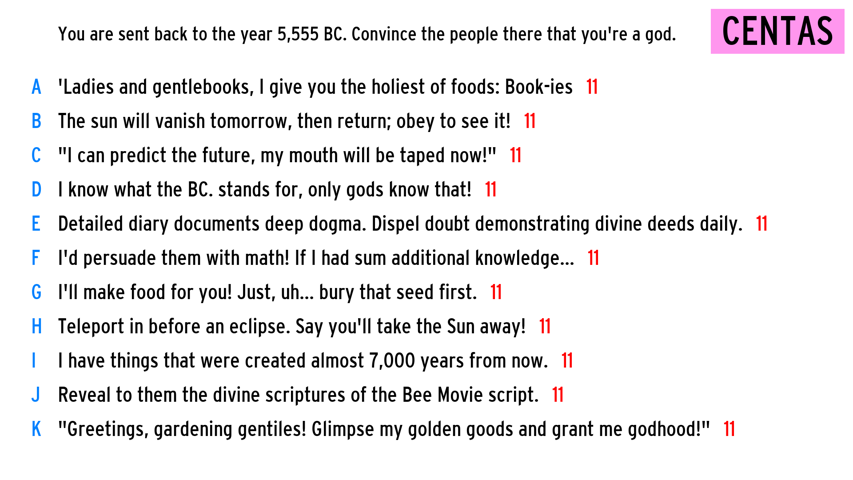 You are sent back to the year 5,555 BC. Convince the people there that you're a god.
CENTAS
A 'Ladies and gentlebooks, I give you the holiest of foods: Book-ies 11
B The sun will vanish tomorrow, then return; obey to see it! 11
C "I can predict the future, my mouth will be taped now!" 11
D I know what the BC. stands for, only gods know that! 11
E Detailed diary documents deep dogma. Dispel doubt demonstrating divine deeds daily. 11
F I'd persuade them with math! If I had sum additional knowledge... 11
G I'll make food for you! Just, uh... bury that seed first. 11
H Teleport in before an eclipse. Say you'll take the Sun away! 11
I I have things that were created almost 7,000 years from now. 11
J Reveal to them the divine scriptures of the Bee Movie script. 11
K "Greetings, gardening gentiles! Glimpse my golden goods and grant me godhood!" 11